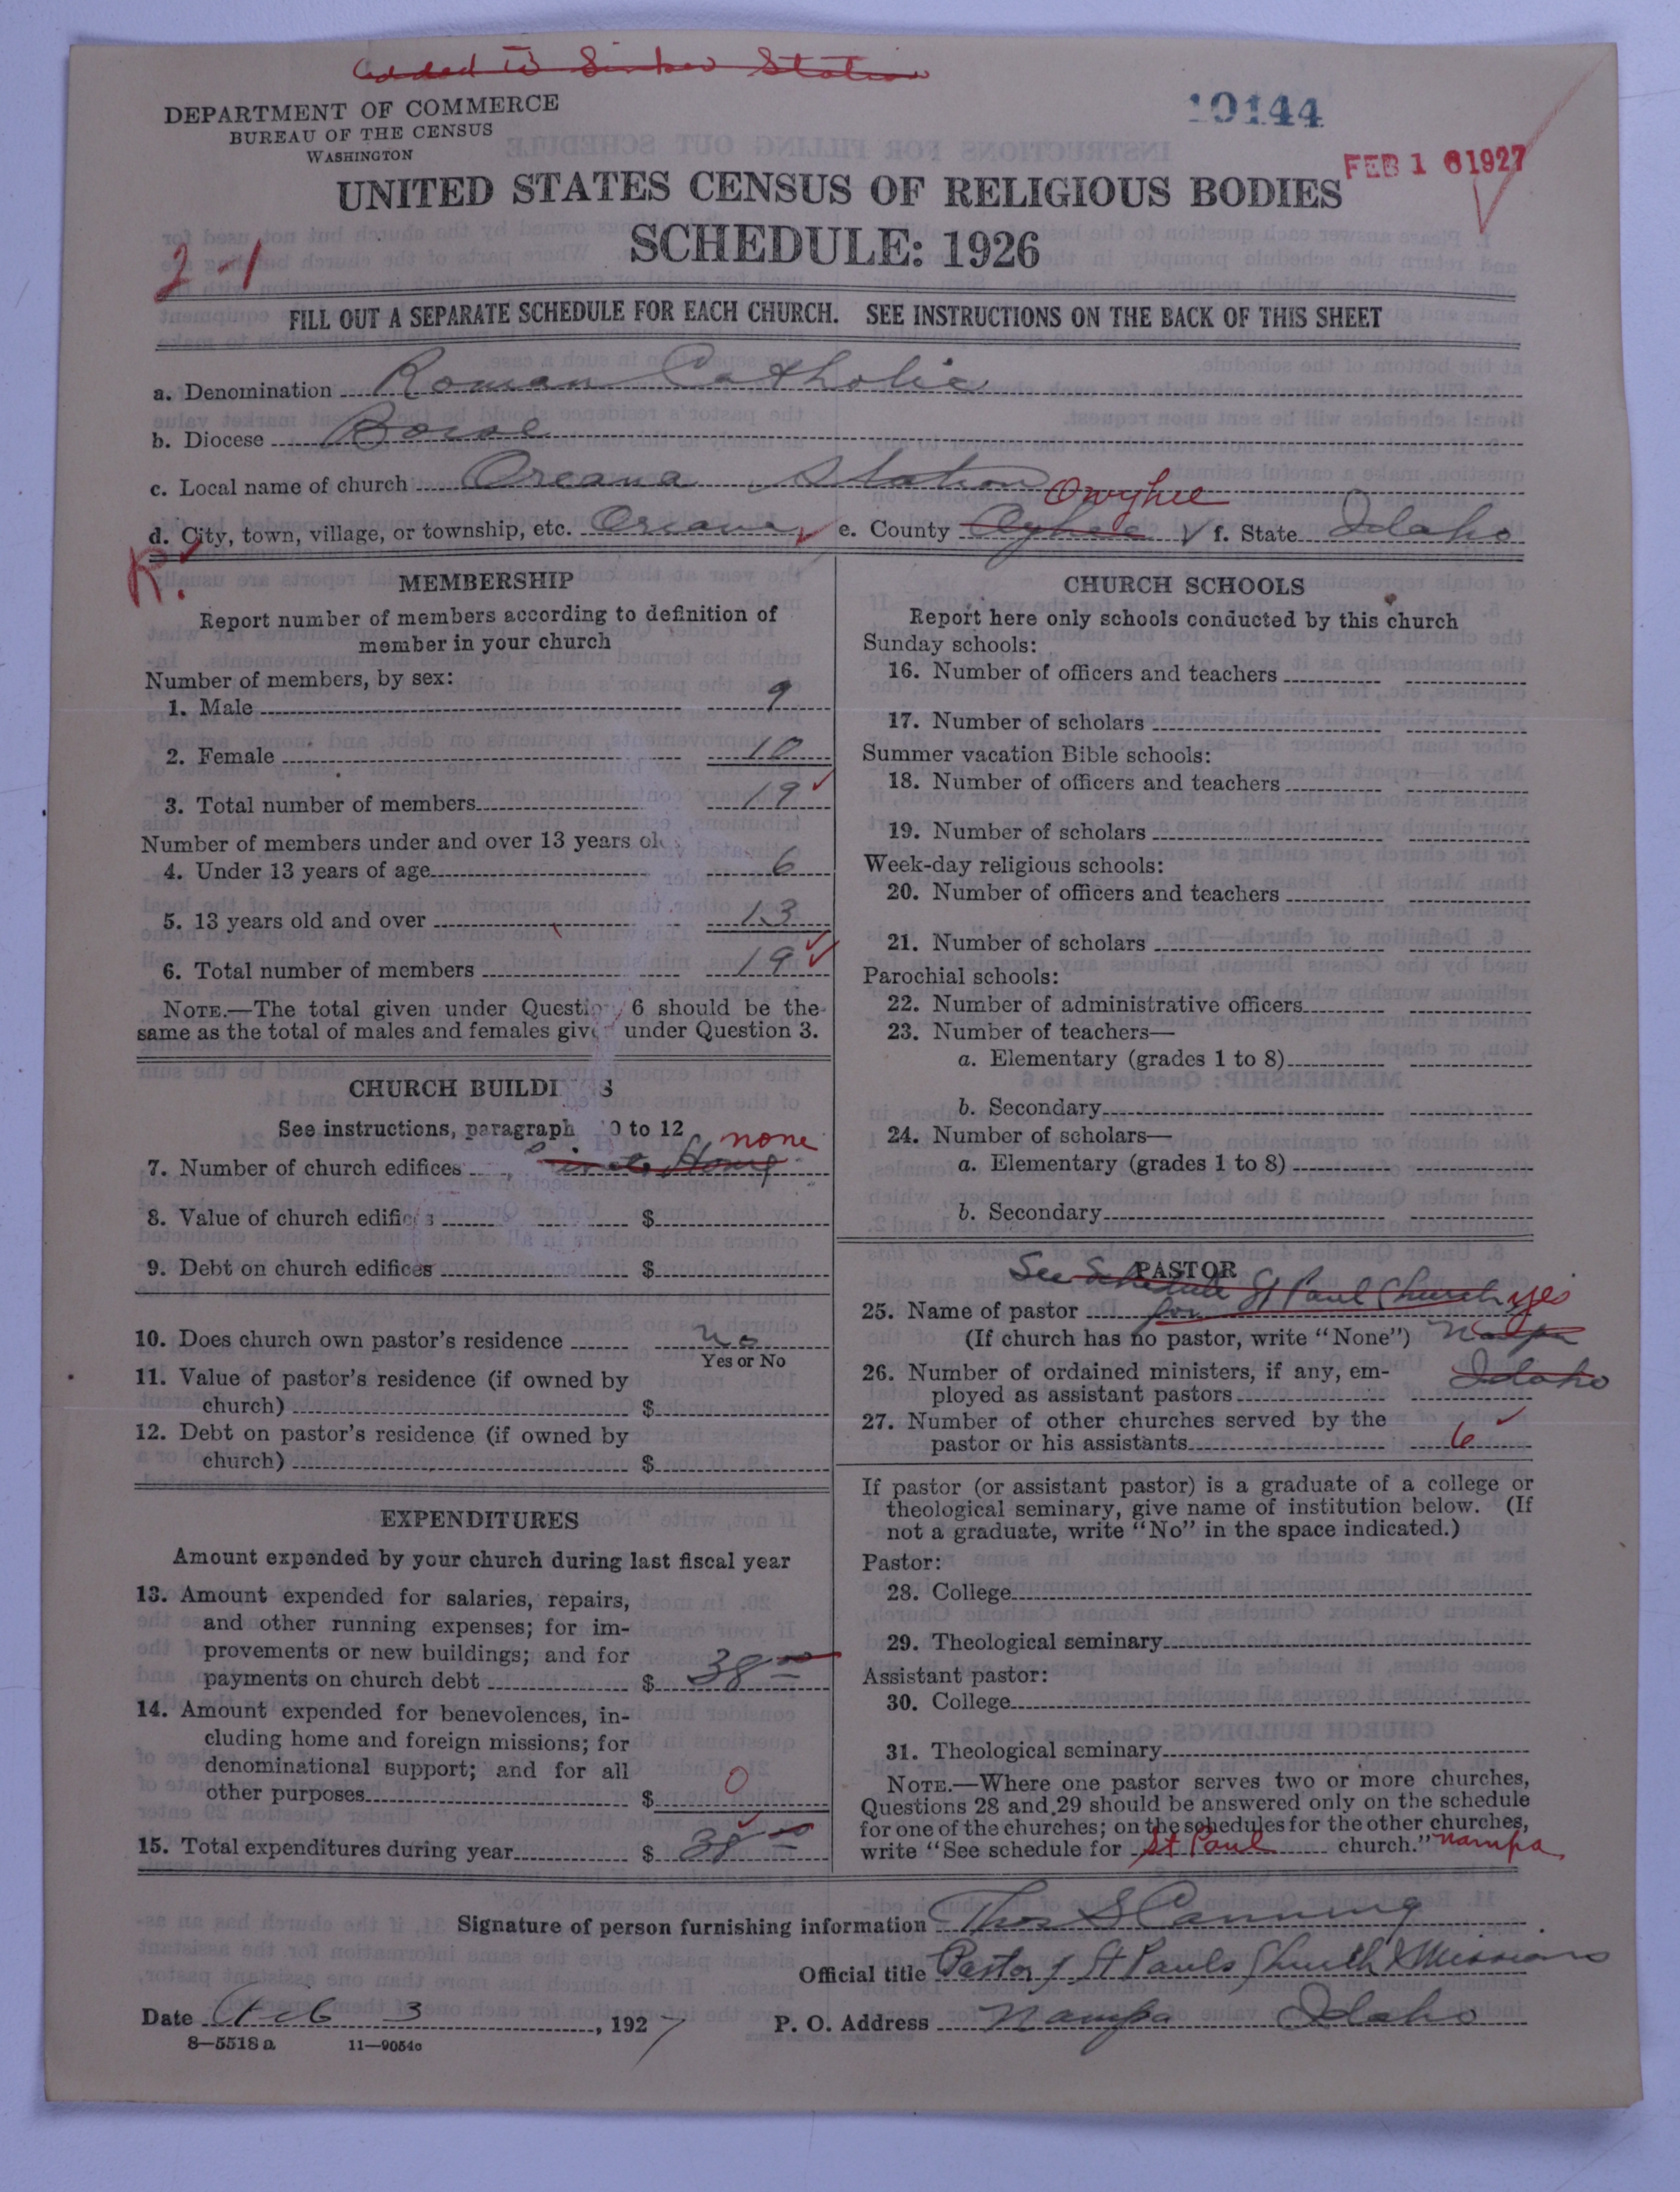 added to Sinker Station
DEPARTMENT OF COMMERCE
BUREAU OF THE CENSUS
WASHINGTON
10144
FEB 16 1927
UNITED STATES CENSUS OF RELIGIOUS BODIES
SCHEDULE: 1926
2-1
FILL OUT A SEPARATE SCHEDULE FOR EACH CHURCH. SEE INSTRUCTIONS ON THE BACK OF THIS SHEET
a. Denomination Roman Catholic
b. Diocese Boise
c. Local name of church Oreana Station
Owyhee
d. City, town, village, or township, etc. Oreana e. County Oyhee f. State Idaho
R.
MEMBERSHIP
Report number of members according to definition of
member in your church
Number of members, by sex:
1. Male 9
2. Female 10
3. Total number of members 19
Number of members under and over 13 years ol
4. Under 13 years of age 6
5. 13 years old and over 13
6. Total number of members 19
NOTE.—The total given under Questio 6 should be the
same as the total of males and females give under Question 3.
CHURCH BUILDI S
See instructions, paragraph 0 to 12
none
7. Number of church edifices Private Home
8. Value of church edifices $
9. Debt on church edifices $
10. Does church own pastor's residence no
Yes or No
11. Value of pastor's residence (if owned by
church) $
12. Debt on pastor's residence (if owned by
church) $
EXPENDITURES
Amount expended by your church during last fiscal year
13. Amount expended for salaries, repairs,
and other running expenses; for im-
provements or new buildings; and for
payments on church debt $ 38 00
14. Amount expended for benevolences, in-
cluding home and foreign missions; for
denominational support; and for all
other purposes $ 0
15. Total expenditures during year $ 38 00
CHURCH SCHOOLS
Report here only schools conducted by this church
Sunday schools:
16. Number of officers and teachers
17. Number of scholars
Summer vacation Bible schools:
18. Number of officers and teachers
19. Number of scholars
Week-day religious schools:
20. Number of officers and teachers
21. Number of scholars
Parochial schools:
22. Number of administrative officers
23. Number of teachers—
a. Elementary (grades 1 to 8)
b. Secondary
24. Number of scholars—
a. Elementary (grades 1 to 8)
b. Secondary
PASTOR
See Schedule St Paul Church yes
25. Name of pastor for
(If church has no pastor, write "None") Nampa
26. Number of ordained ministers, if any, em- Idaho
ployed as assistant pastors
27. Number of other churches served by the
pastor or his assistants 6
If pastor (or assistant pastor) is a graduate of a college or
theological seminary, give name of institution below. (If
not a graduate, write "No" in the space indicated.)
Pastor:
28. College
29. Theological seminary
Assistant pastor:
30. College
31. Theological seminary
NOTE.—Where one pastor serves two or more churches,
Questions 28 and 29 should be answered only on the schedule
for one of the churches; on the schedules for the other churches,
write "See schedule for St Paul church." nampa
Signature of person furnishing information Thos S Canning
Official title Pastor of St Pauls Church & Missions
Date Feb 3, 1927 P. O. Address Nampa Idaho
8—5518a 11—9054c